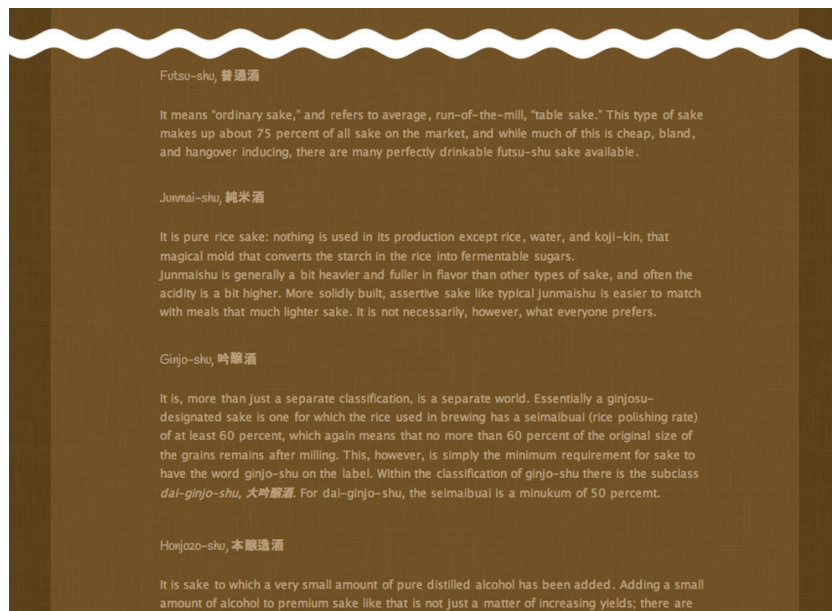 Futsu-shu, 普通酒
It means "ordinary sake," and refers to average, run-of-the-mill, "table sake." This type of sake
makes up about 75 percent of all sake on the market, and while much of this is cheap, bland,
and hangover inducing, there are many perfectly drinkable futsu-shu sake available.
Junmai-shu, 純米酒
It is pure rice sake: nothing is used in its production except rice, water, and koji-kin, that
magical mold that converts the starch in the rice into fermentable sugars.
Junmaishu is generally a bit heavier and fuller in flavor than other types of sake, and often the
acidity is a bit higher. More solidly built, assertive sake like typical junmaishu is easier to match
with meals that much lighter sake. It is not necessarily, however, what everyone prefers.
Ginjo-shu, 吟醸酒
It is, more than just a separate classification, is a separate world. Essentially a ginjosu-
designated sake is one for which the rice used in brewing has a seimaibuai (rice polishing rate)
of at least 60 percent, which again means that no more than 60 percent of the original size of
the grains remains after milling. This, however, is simply the minimum requirement for sake to
have the word ginjo-shu on the label. Within the classification of ginjo-shu there is the subclass
dai-ginjo-shu, 大吟醸酒. For dai-ginjo-shu, the seimaibuai is a minukum of 50 percemt.
Honjozo-shu, 本醸造酒
It is sake to which a very small amount of pure distilled alcohol has been added. Adding a small
amount of alcohol to premium sake like that is not just a matter of increasing yields; there are